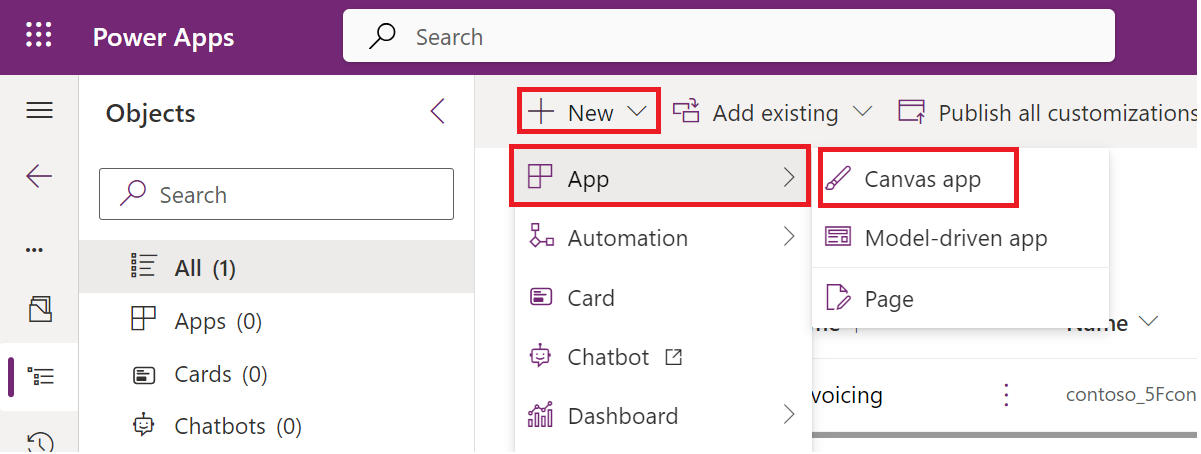 Power Apps
Search
Objects
New
Add existing
Publish all customizations
Search
App
Canvas app
Automation
Model-driven app
All (1)
Card
Page
Apps (0)
Chatbot
Name
Cards (0)
voicing
contoso_5Fcon
Chatbots (0)
Dashboard